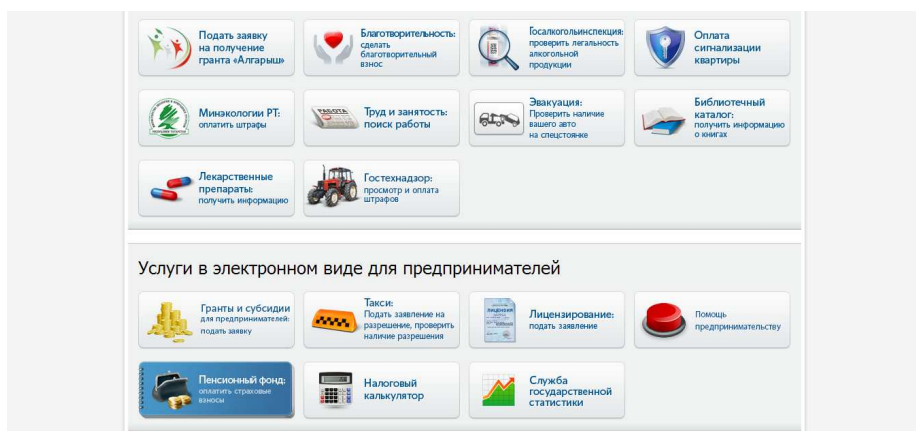 Подать заявку
на получение
гранта «Алгарыш»
Благотворительность:
сделать
благотворительный
взнос
Госалкогольинспекция:
проверить легальность
алкогольной
продукции
Оплата
сигнализации
квартиры
Минэкологии РТ:
оплатить штрафы
РАБОТА
Труд и занятость:
поиск работы
Эвакуация:
Проверить наличие
вашего авто
на спецстоянке
Библиотечный
каталог:
получить информацию
о книгах
Лекарственные
препараты:
получить информацию
Гостехнадзор:
просмотр и оплата
штрафов
Услуги в электронном виде для предпринимателей
Гранты и субсидии
для предпринимателей:
подать заявку
Такси:
Подать заявление на
разрешение, проверить
наличие разрешения
ЛИЦЕНЗИЯ
Лицензирование:
подать заявление
Помощь
предпринимательству
Пенсионный фонд:
оплатить страховые
взносы
Налоговый
калькулятор
Служба
государственной
статистики